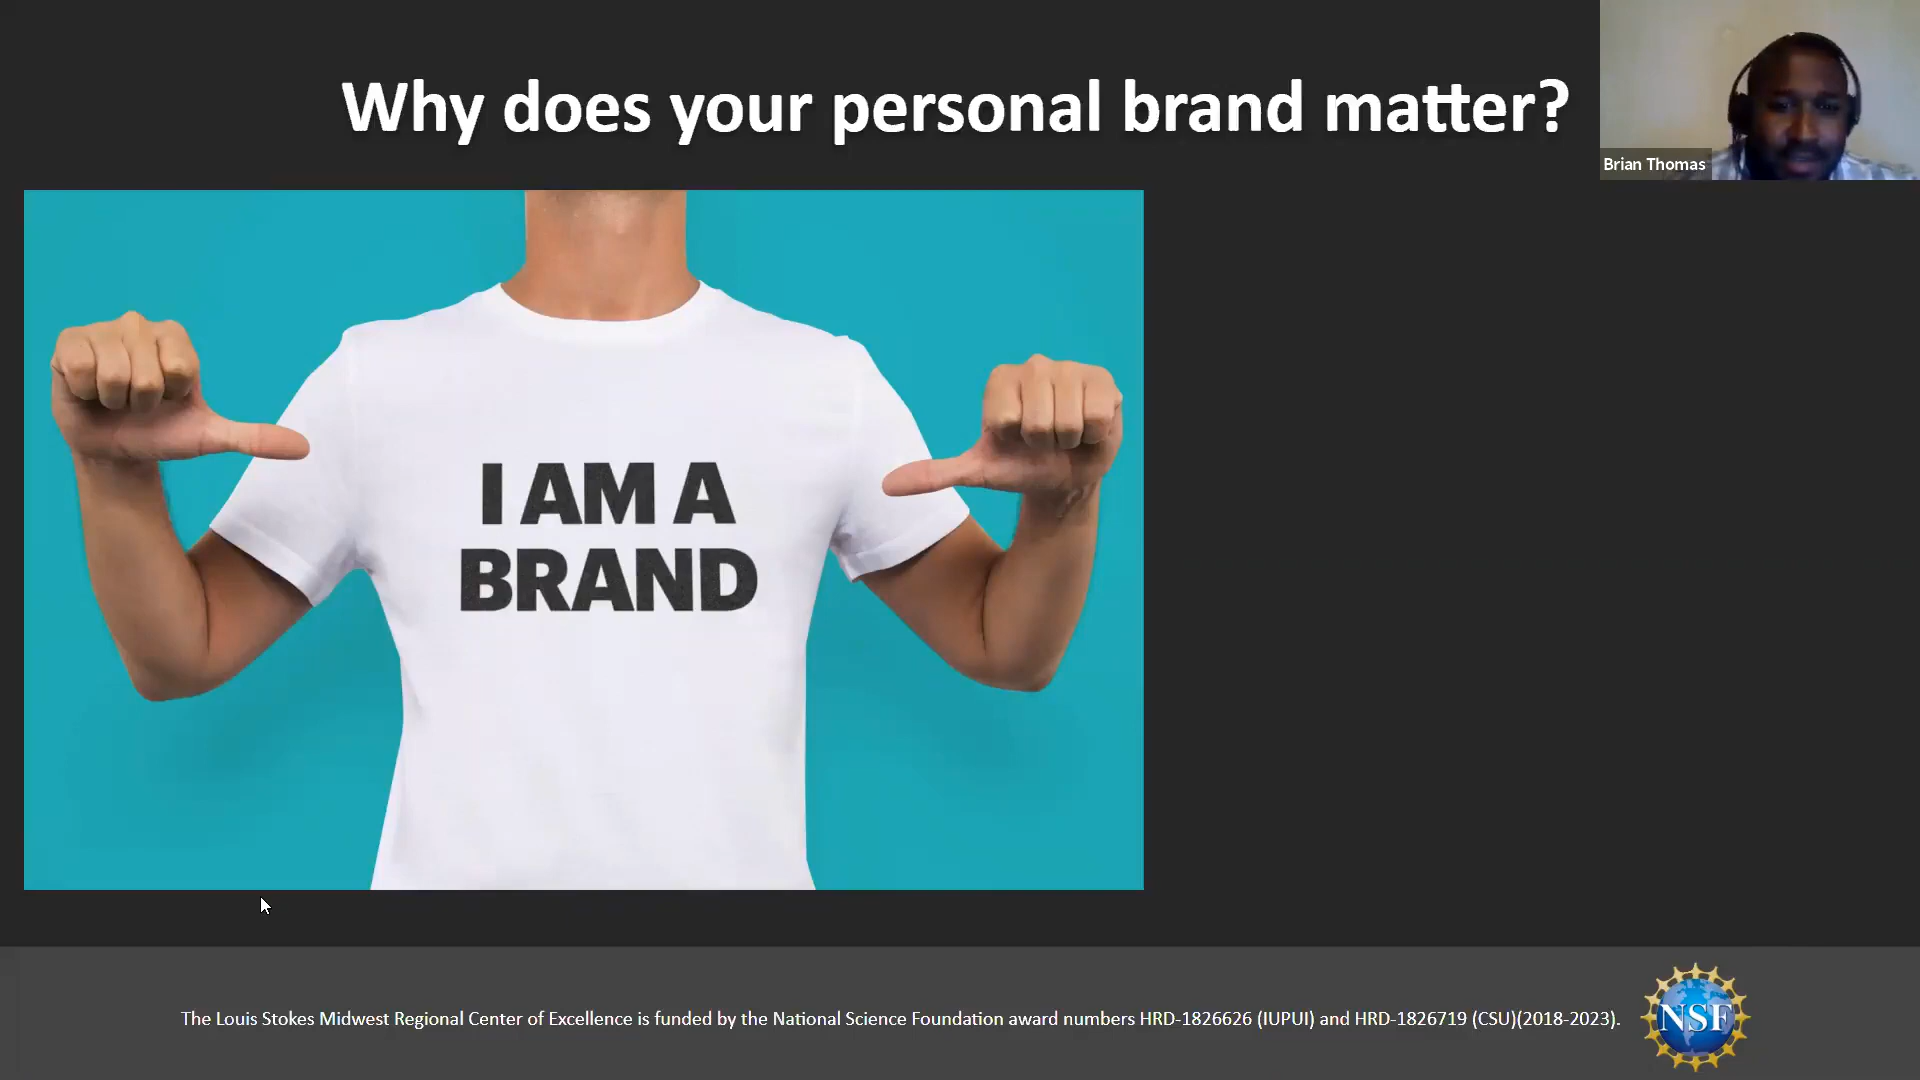 Why does your personal brand matter?
Brian Thomas
I AM A
BRAND
The Louis Stokes Midwest Regional Center of Excellence is funded by the National Science Foundation award numbers HRD-1826626 (IUPUI) and HRD-1826719 (CSU)(2018-2023).
NSF